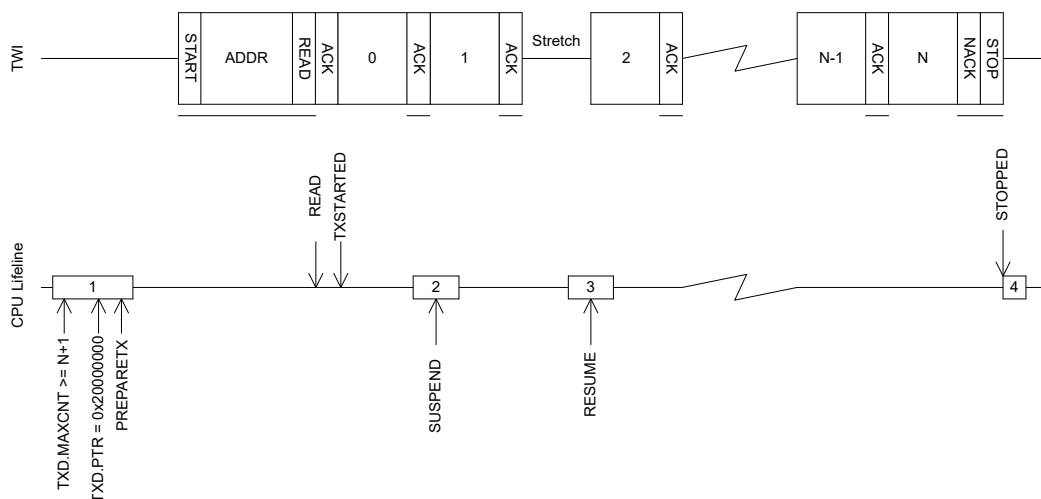 TWI
START
ADDR
READ
ACK
0
ACK
1
ACK
Stretch
2
ACK
N-1
ACK
N
NACK
STOP
READ
TXSTARTED
STOPPED
CPU Lifeline
1
2
3
4
TXD.MAXCNT >= N+1
TXD.PTR = 0x20000000
PREPARETX
SUSPEND
RESUME